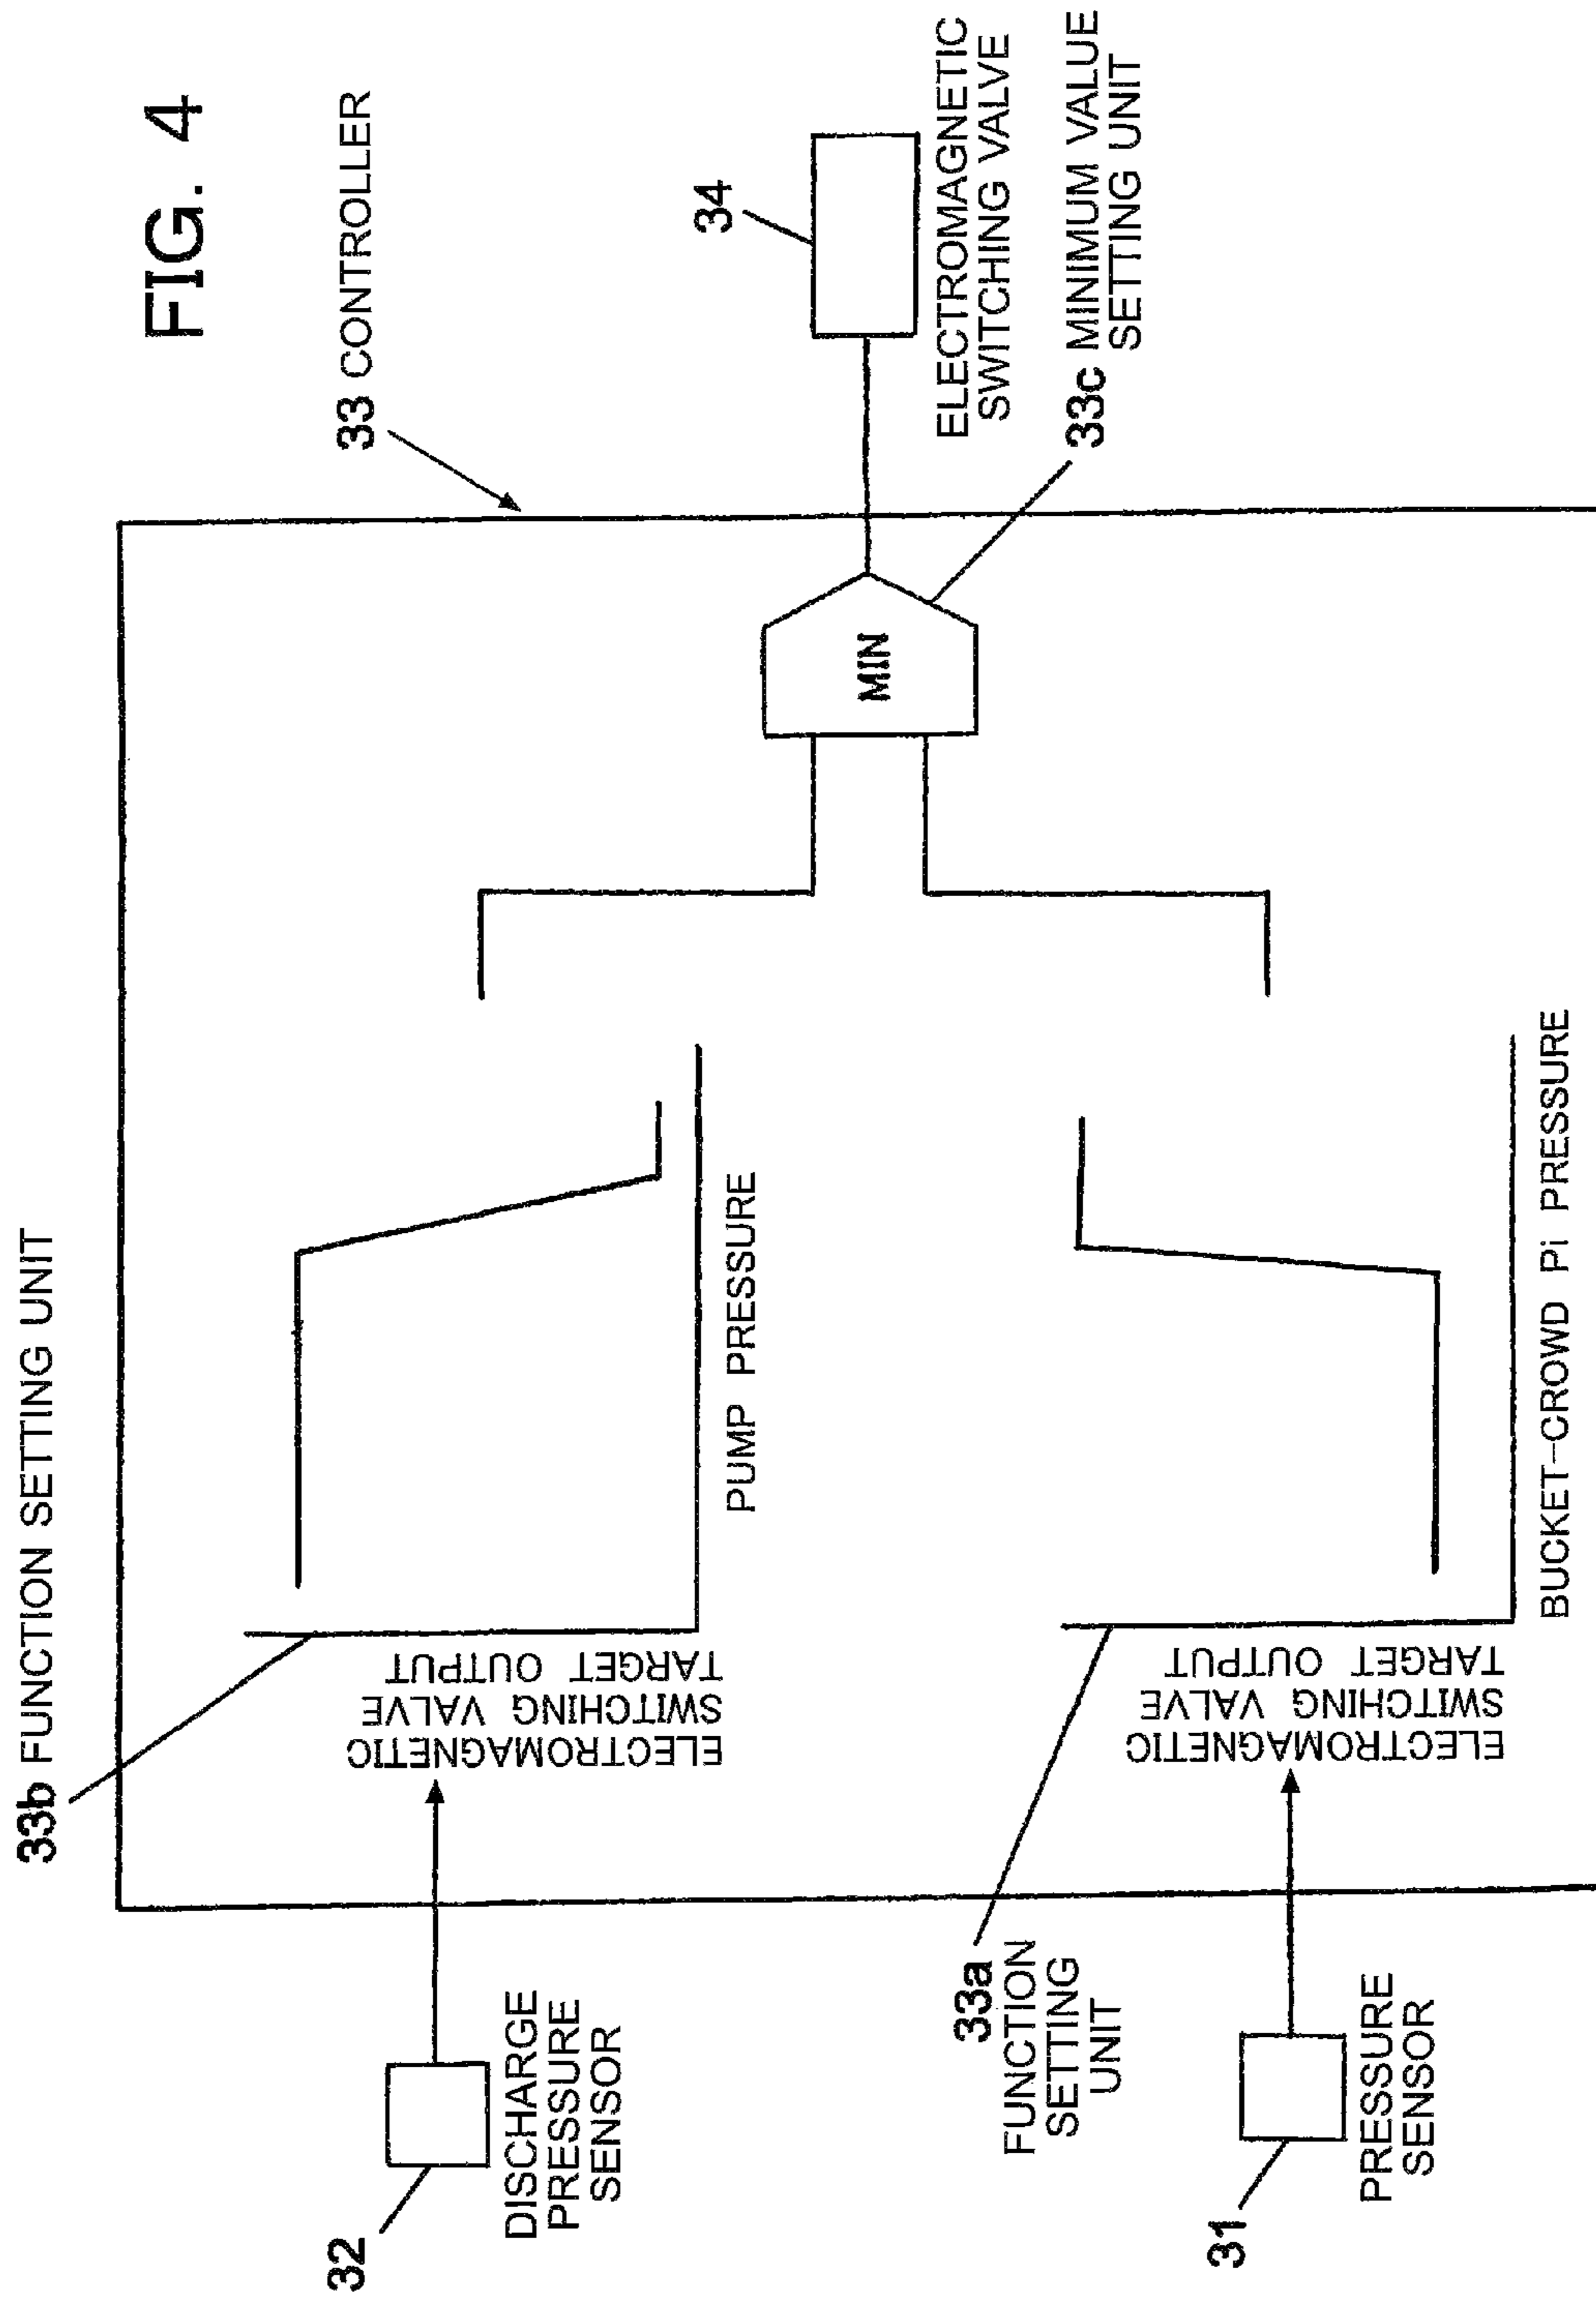 FIG. 4
33b FUNCTION SETTING UNIT
33 CONTROLLER
32
DISCHARGE
PRESSURE
SENSOR
ELECTROMAGNETIC
SWITCHING VALVE
TARGET OUTPUT
PUMP PRESSURE
MIN
34
ELECTROMAGNETIC
SWITCHING VALVE
33c MINIMUM VALUE
SETTING UNIT
33a
FUNCTION
SETTING
UNIT
31
PRESSURE
SENSOR
ELECTROMAGNETIC
SWITCHING VALVE
TARGET OUTPUT
BUCKET-CROWD Pi PRESSURE